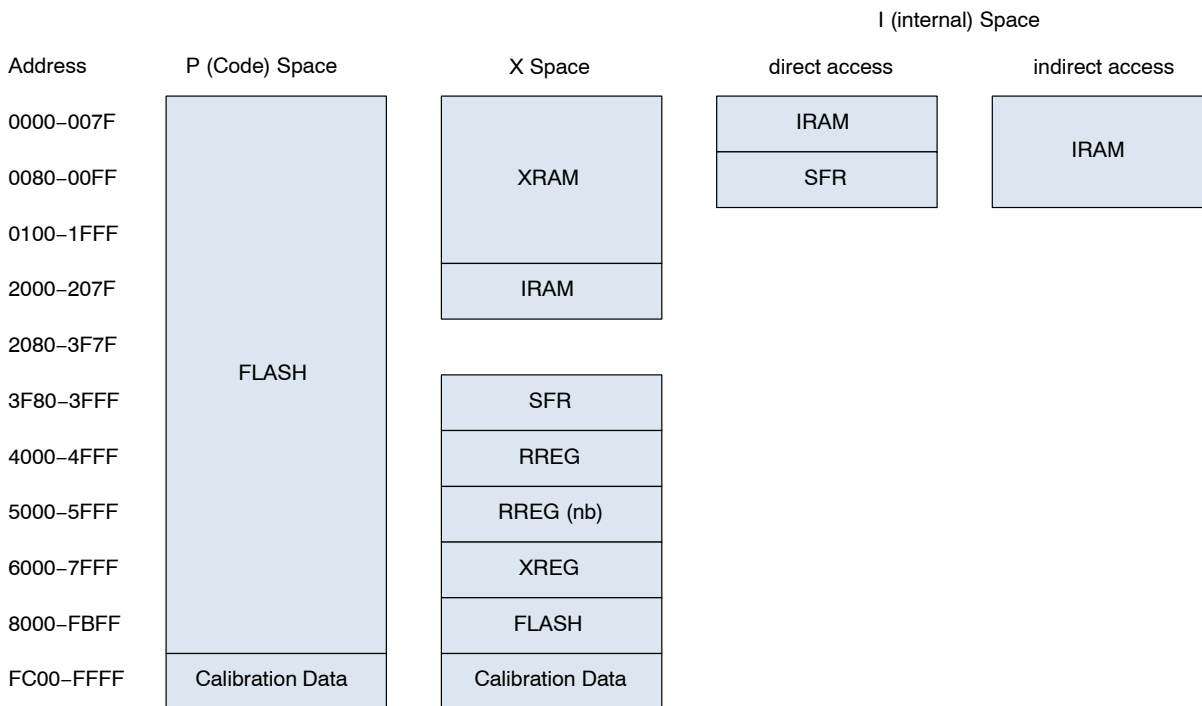 I (internal) Space
Address P (Code) Space X Space direct access indirect access
0000−007F IRAM
IRAM
0080−00FF XRAM SFR
0100−1FFF
2000−207F IRAM
2080−3F7F
FLASH
3F80−3FFF SFR
4000−4FFF RREG
5000−5FFF RREG (nb)
6000−7FFF XREG
8000−FBFF FLASH
FC00−FFFF Calibration Data Calibration Data